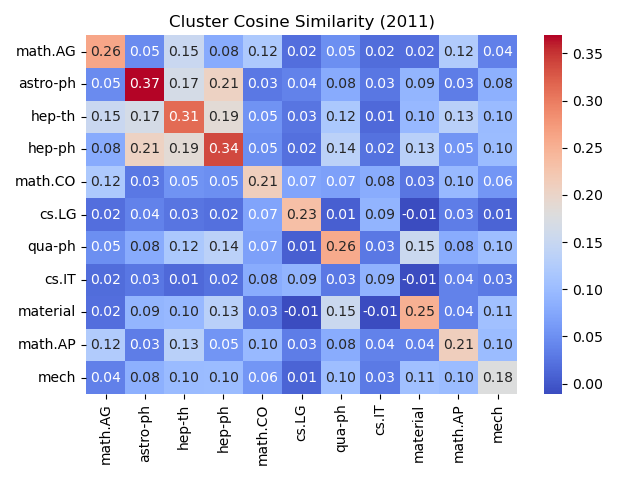 Cluster Cosine Similarity (2011)
math.AG 0.26 0.05 0.15 0.08 0.12 0.02 0.05 0.02 0.02 0.12 0.04
astro-ph 0.05 0.37 0.17 0.21 0.03 0.04 0.08 0.03 0.09 0.03 0.08
hep-th 0.15 0.17 0.31 0.19 0.05 0.03 0.12 0.01 0.10 0.13 0.10
hep-ph 0.08 0.21 0.19 0.34 0.05 0.02 0.14 0.02 0.13 0.05 0.10
math.CO 0.12 0.03 0.05 0.05 0.21 0.07 0.07 0.08 0.03 0.10 0.06
cs.LG 0.02 0.04 0.03 0.02 0.07 0.23 0.01 0.09 -0.01 0.03 0.01
qua-ph 0.05 0.08 0.12 0.14 0.07 0.01 0.26 0.03 0.15 0.08 0.10
cs.IT 0.02 0.03 0.01 0.02 0.08 0.09 0.03 0.09 -0.01 0.04 0.03
material 0.02 0.09 0.10 0.13 0.03 -0.01 0.15 -0.01 0.25 0.04 0.11
math.AP 0.12 0.03 0.13 0.05 0.10 0.03 0.08 0.04 0.04 0.21 0.10
mech 0.04 0.08 0.10 0.10 0.06 0.01 0.10 0.03 0.11 0.10 0.18
math.AG astro-ph hep-th hep-ph math.CO cs.LG qua-ph cs.IT material math.AP mech
0.35
0.30
0.25
0.20
0.15
0.10
0.05
0.00